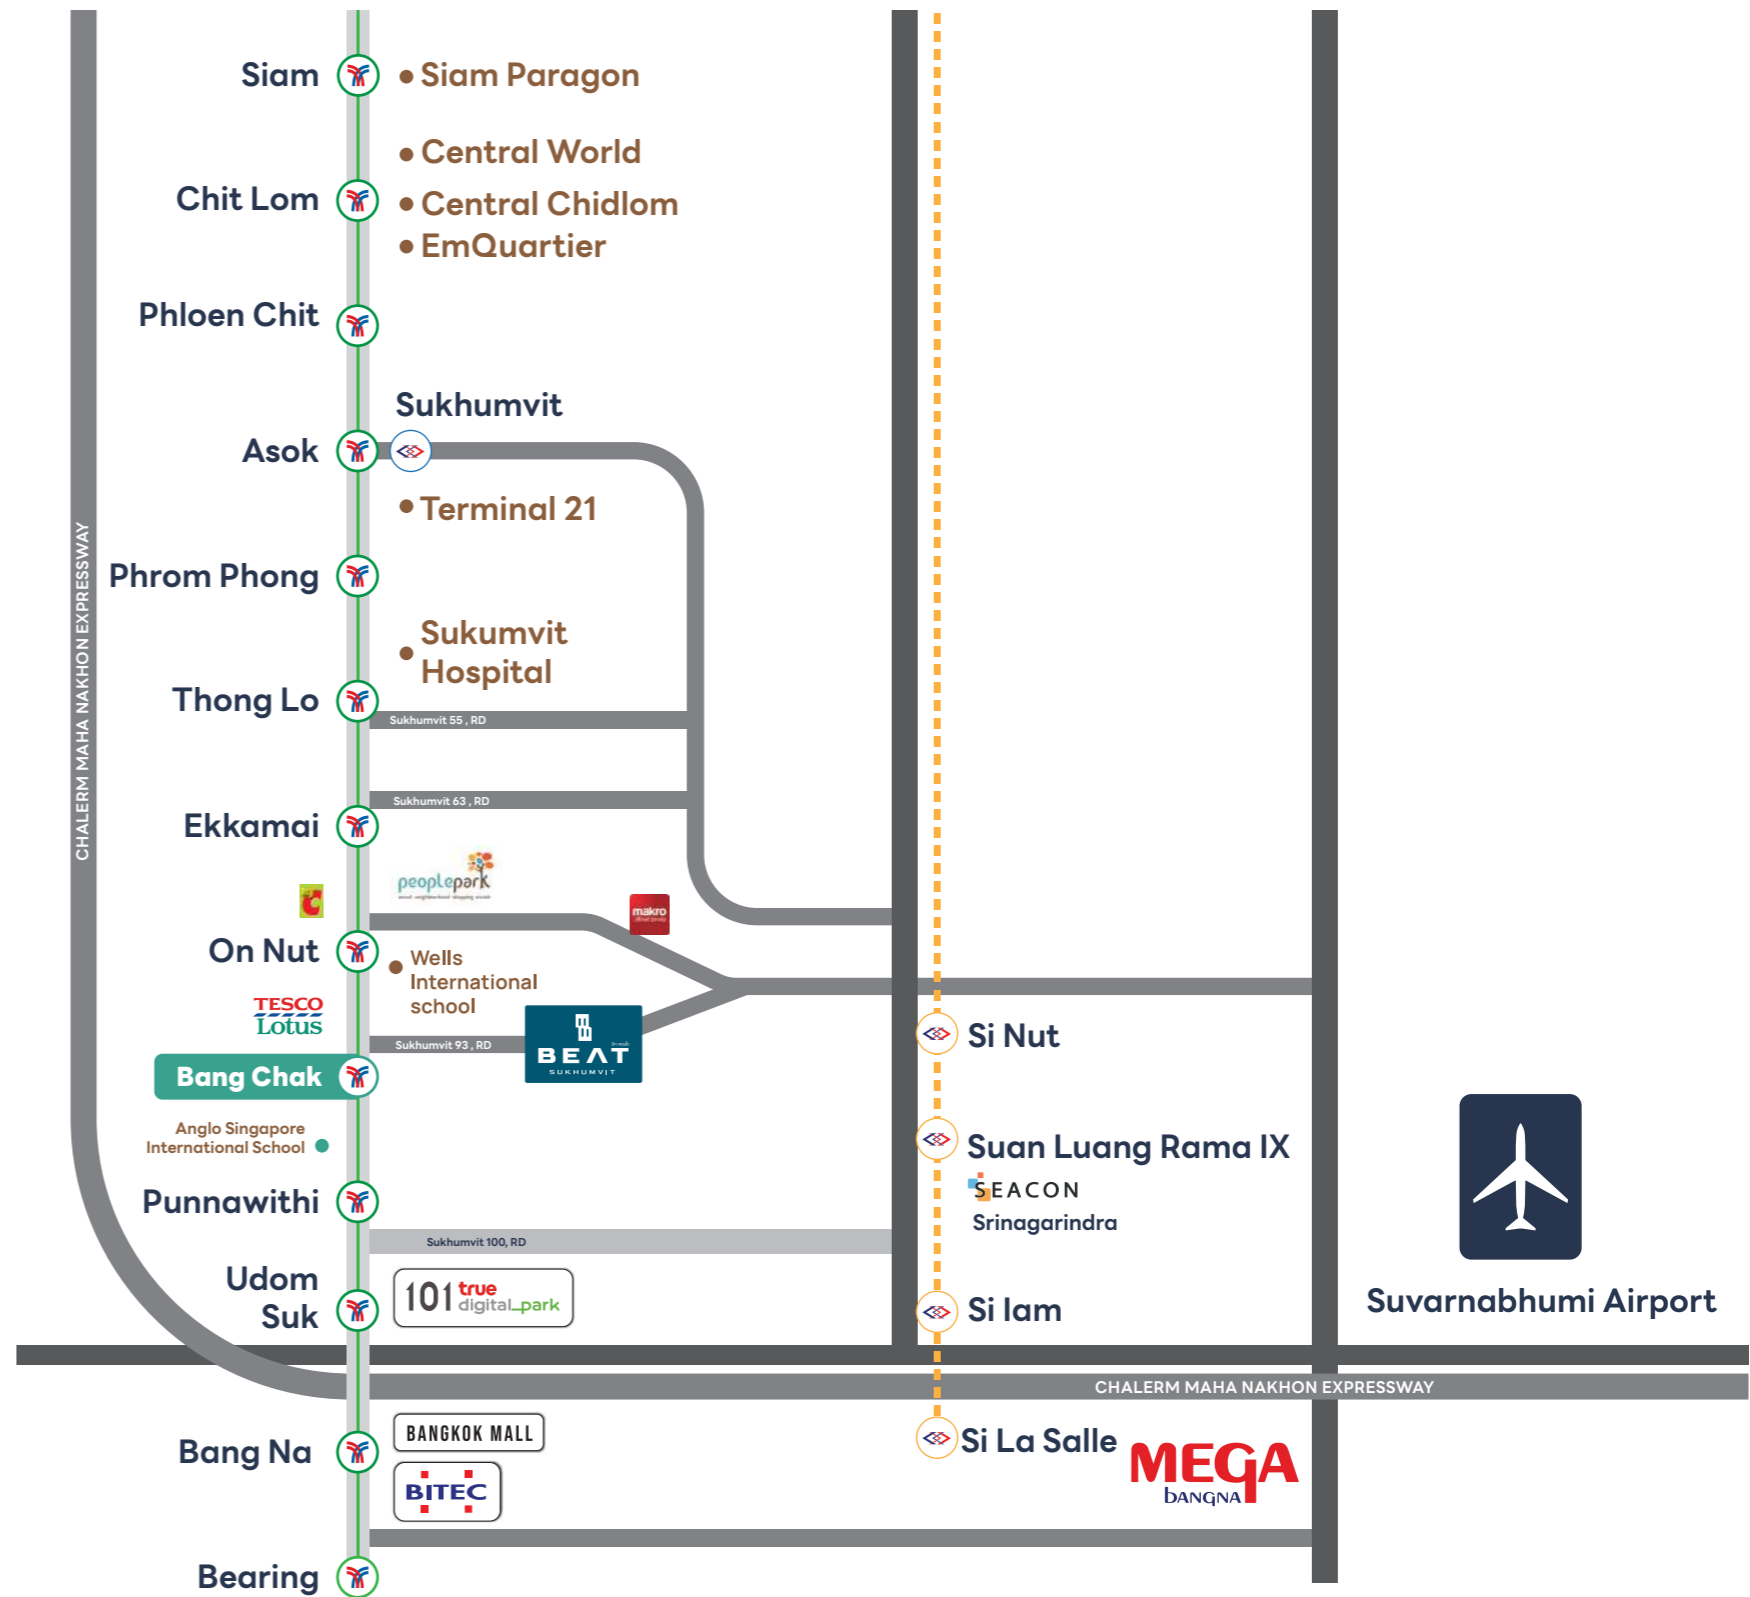 Siam
Siam Paragon
Central World
Chit Lom
Central Chidlom
EmQuartier
Phloen Chit
Sukhumvit
Asok
Terminal 21
CHALERM MAHA NAKHON EXPRESSWAY
Phrom Phong
Sukumvit
Hospital
Thong Lo
Sukhumvit 55 , RD
Sukhumvit 63 , RD
Ekkamai
peoplepark
makro
On Nut
Wells
International
school
TESCO
Lotus
Sukhumvit 93 , RD
BEAT
SUKHUMVIT
Bang Chak
Si Nut
Anglo Singapore
International School
Suan Luang Rama IX
SEACON
Srinagarindra
Punnawithi
Sukhumvit 100, RD
Udom
Suk
101 true
digital_park
Si Iam
Suvarnabhumi Airport
CHALERM MAHA NAKHON EXPRESSWAY
Bang Na
BANGKOK MALL
BITEC
Si La Salle
MEGA
bANGNA
Bearing